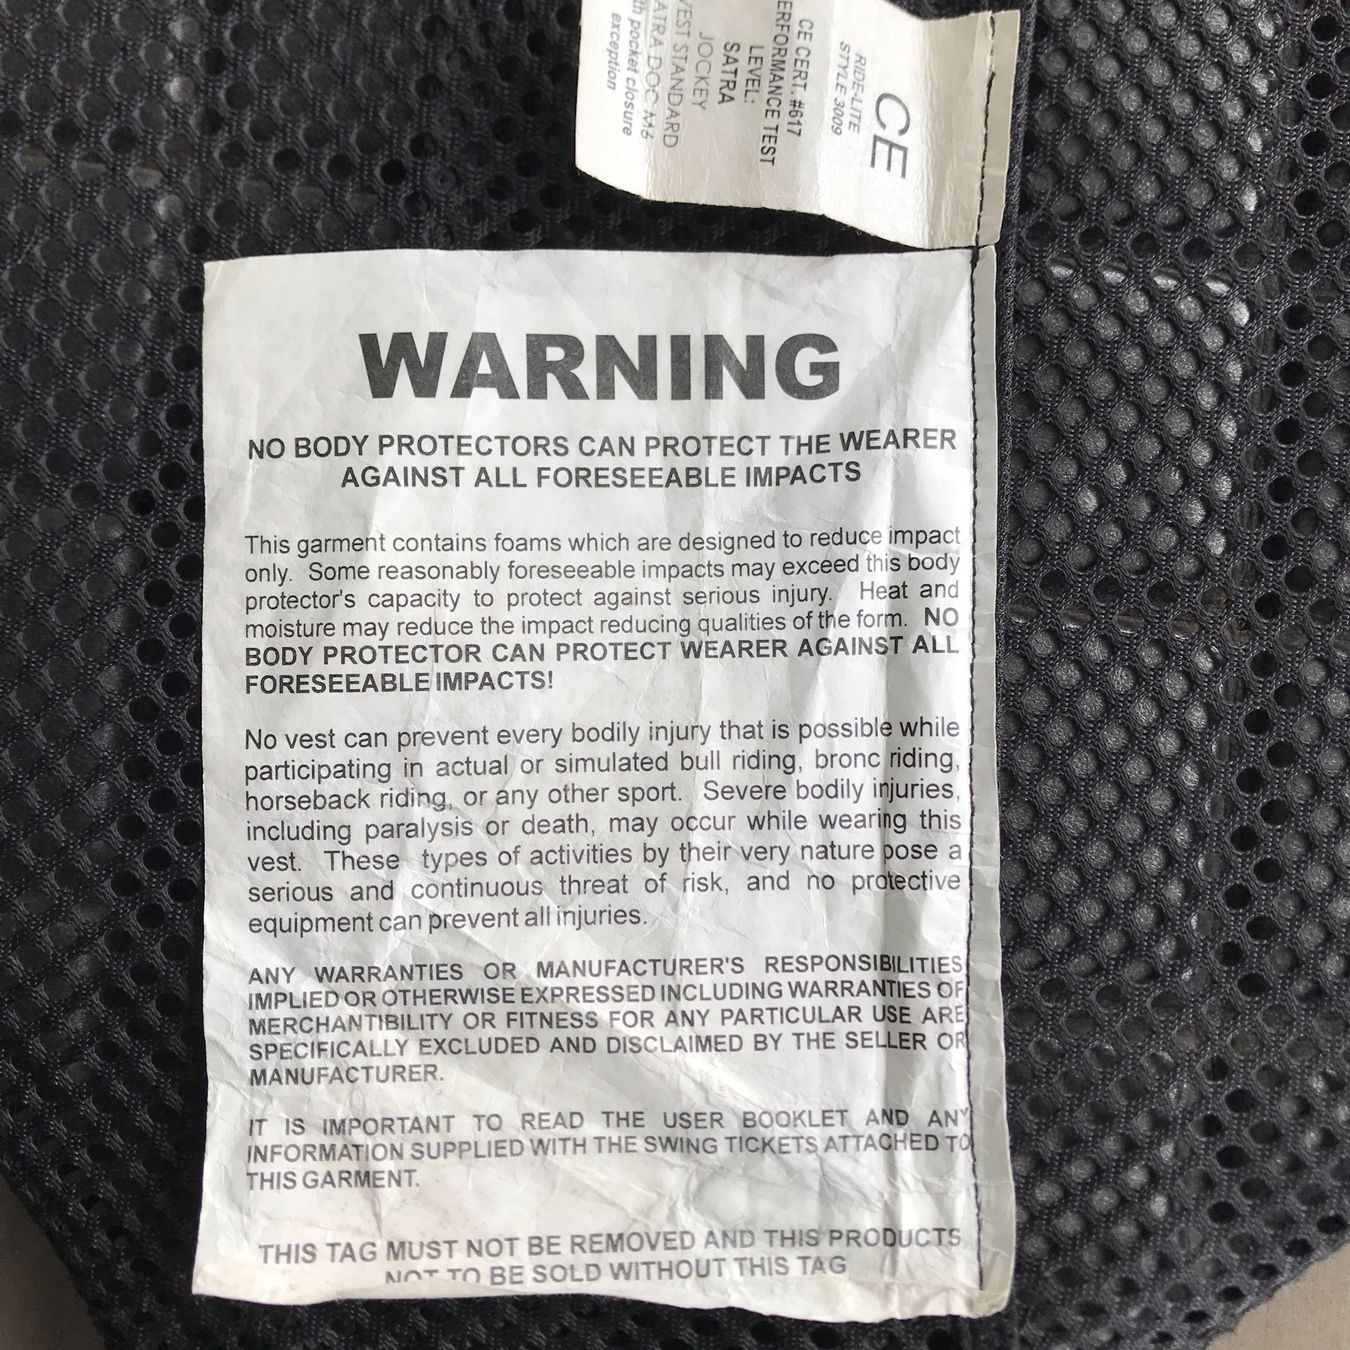 CE
RIDE-LITE
STYLE 3009
CE CERT. #617
ERFORMANCE TEST
LEVEL:
SATRA
JOCKEY
VEST STANDARD
ATRA DOC M6
th pocket closure
exception
WARNING
NO BODY PROTECTORS CAN PROTECT THE WEARER
AGAINST ALL FORESEEABLE IMPACTS
This garment contains foams which are designed to reduce impact
only. Some reasonably foreseeable impacts may exceed this body
protector's capacity to protect against serious injury. Heat and
moisture may reduce the impact reducing qualities of the form. NO
BODY PROTECTOR CAN PROTECT WEARER AGAINST ALL
FORESEEABLE IMPACTS!
No vest can prevent every bodily injury that is possible while
participating in actual or simulated bull riding, bronc riding,
horseback riding, or any other sport. Severe bodily injuries,
including paralysis or death, may occur while wearing this
vest. These types of activities by their very nature pose a
serious and continuous threat of risk, and no protective
equipment can prevent all injuries.
ANY WARRANTIES OR MANUFACTURER'S RESPONSIBILITIES
IMPLIED OR OTHERWISE EXPRESSED INCLUDING WARRANTIES OF
MERCHANTIBILITY OR FITNESS FOR ANY PARTICULAR USE ARE
SPECIFICALLY EXCLUDED AND DISCLAIMED BY THE SELLER OR
MANUFACTURER.
IT IS IMPORTANT TO READ THE USER BOOKLET AND ANY
INFORMATION SUPPLIED WITH THE SWING TICKETS ATTACHED TO
THIS GARMENT.
THIS TAG MUST NOT BE REMOVED AND THIS PRODUCTS
NOT TO BE SOLD WITHOUT THIS TAG